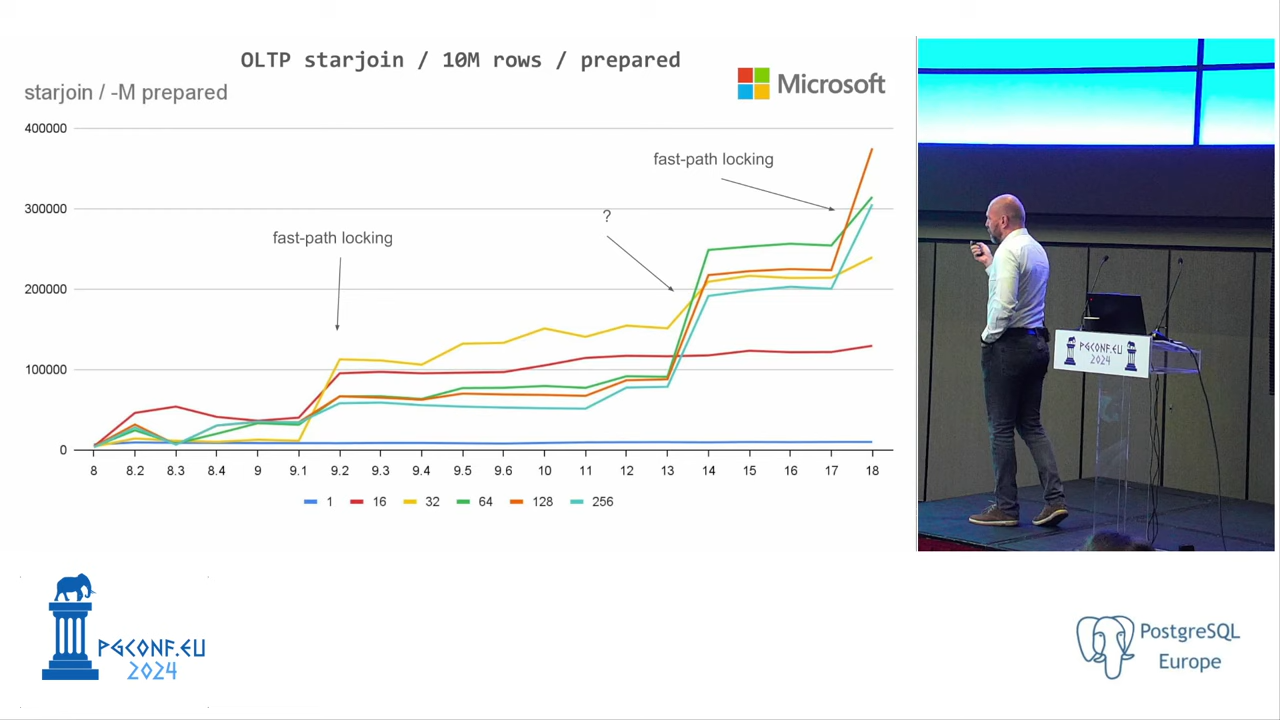 OLTP starjoin / 10M rows / prepared
starjoin / -M prepared
Microsoft
400000
300000
200000
100000
0
fast-path locking
?
fast-path locking
8 8.2 8.3 8.4 9 9.1 9.2 9.3 9.4 9.5 9.6 10 11 12 13 14 15 16 17 18
1 16 32 64 128 256
PGCONF.EU
2024
PGCONF.EU
2024
PostgreSQL
Europe